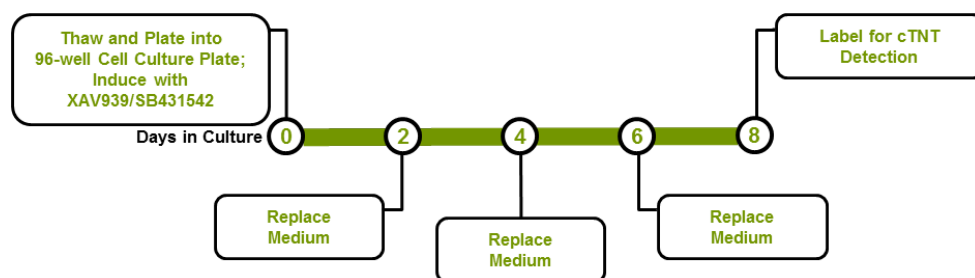 Thaw and Plate into
96-well Cell Culture Plate;
Induce with
XAV939/SB431542
Label for cTNT
Detection
Days in Culture
0
2
4
6
8
Replace
Medium
Replace
Medium
Replace
Medium